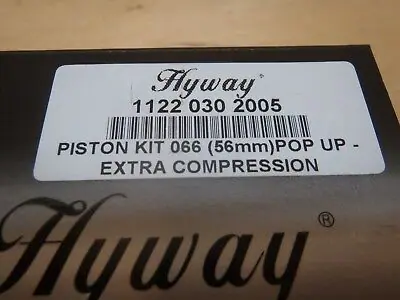 Hyway®
1122 030 2005
PISTON KIT 066 (56mm)POP UP -
EXTRA COMPRESSION
Hyway®